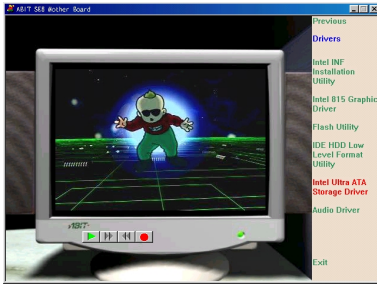 ABIT SE6 Mother Board
Previous
Drivers
Intel INF
Installation
Utility
Intel 815 Graphic
Driver
Flash Utility
IDE HDD Low
Level Format
Utility
Intel Ultra ATA
Storage Driver
Audio Driver
Exit
ABIT